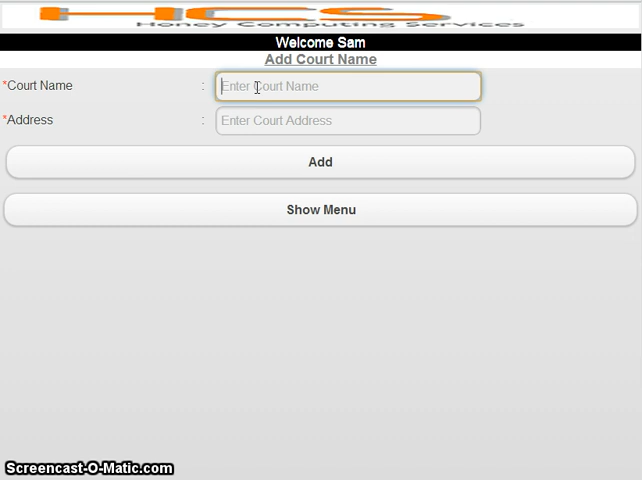 HCS
Honey Computing Services
Welcome Sam
Add Court Name
*Court Name : Enter Court Name
*Address : Enter Court Address
Add
Show Menu
Screencast-O-Matic.com